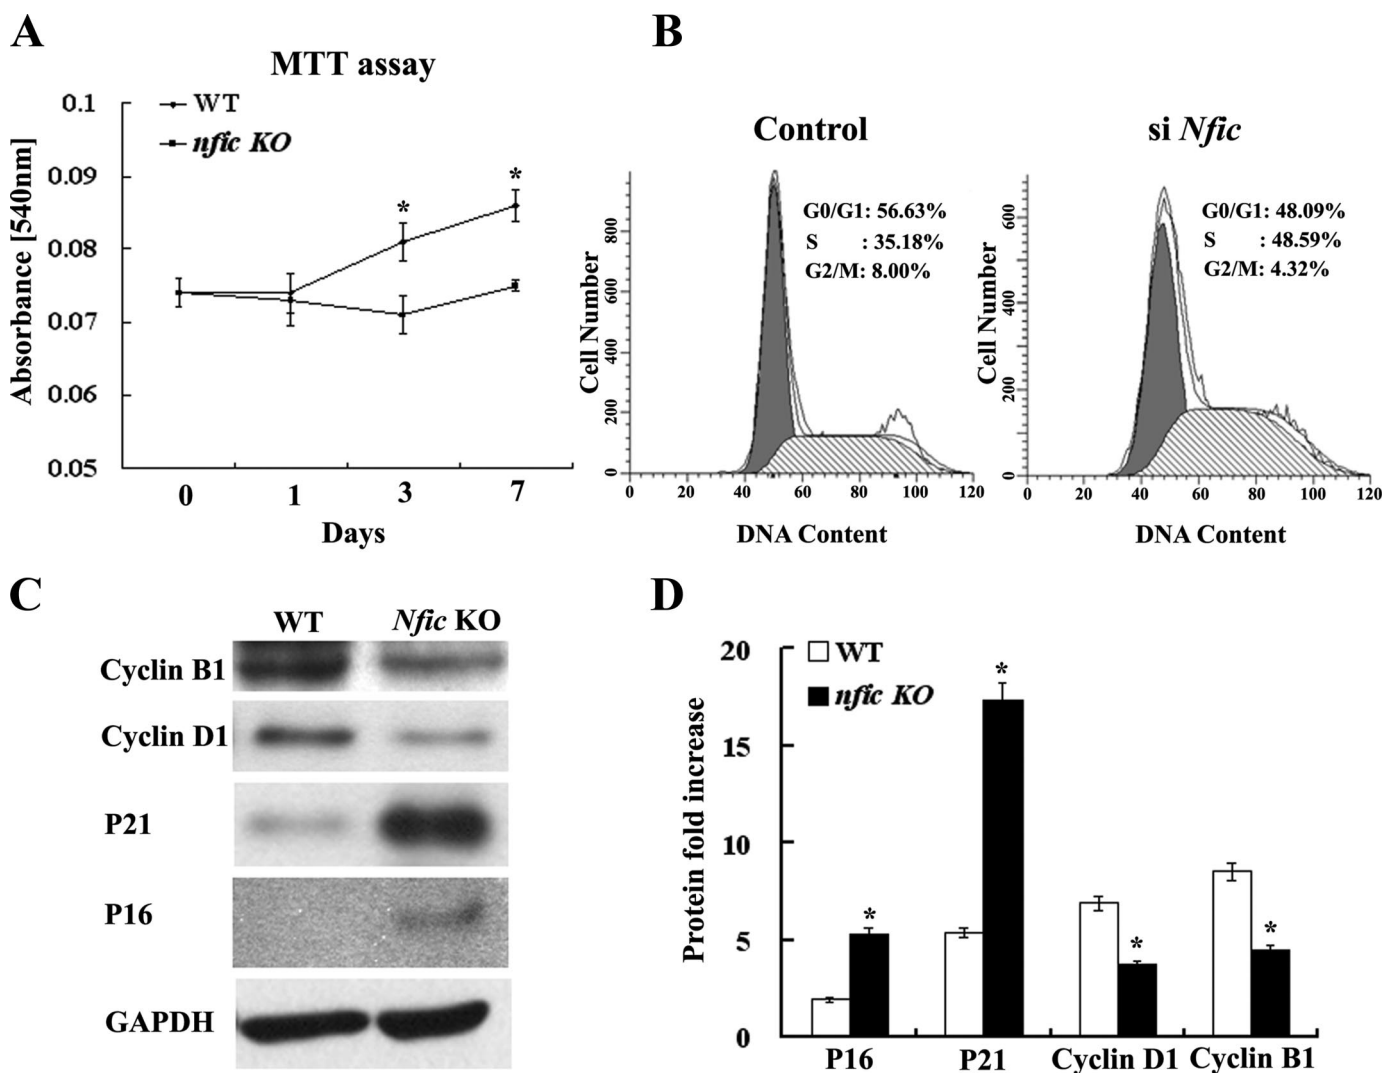 A
MTT assay
WT
nfic KO
Absorbance [540nm]
0.1
0.09
0.08
0.07
0.06
0.05
*
*
0 1 3 7
Days
B
Control
G0/G1: 56.63%
S : 35.18%
G2/M: 8.00%
Cell Number
800
600
400
200
0
0 20 40 60 80 100 120
DNA Content
si Nfic
G0/G1: 48.09%
S : 48.59%
G2/M: 4.32%
Cell Number
600
400
200
0
0 20 40 60 80 100 120
DNA Content
C
WT Nfic KO
Cyclin B1
Cyclin D1
P21
P16
GAPDH
D
WT
nfic KO
Protein fold increase
20
15
10
5
0
*
*
*
*
P16 P21 Cyclin D1 Cyclin B1